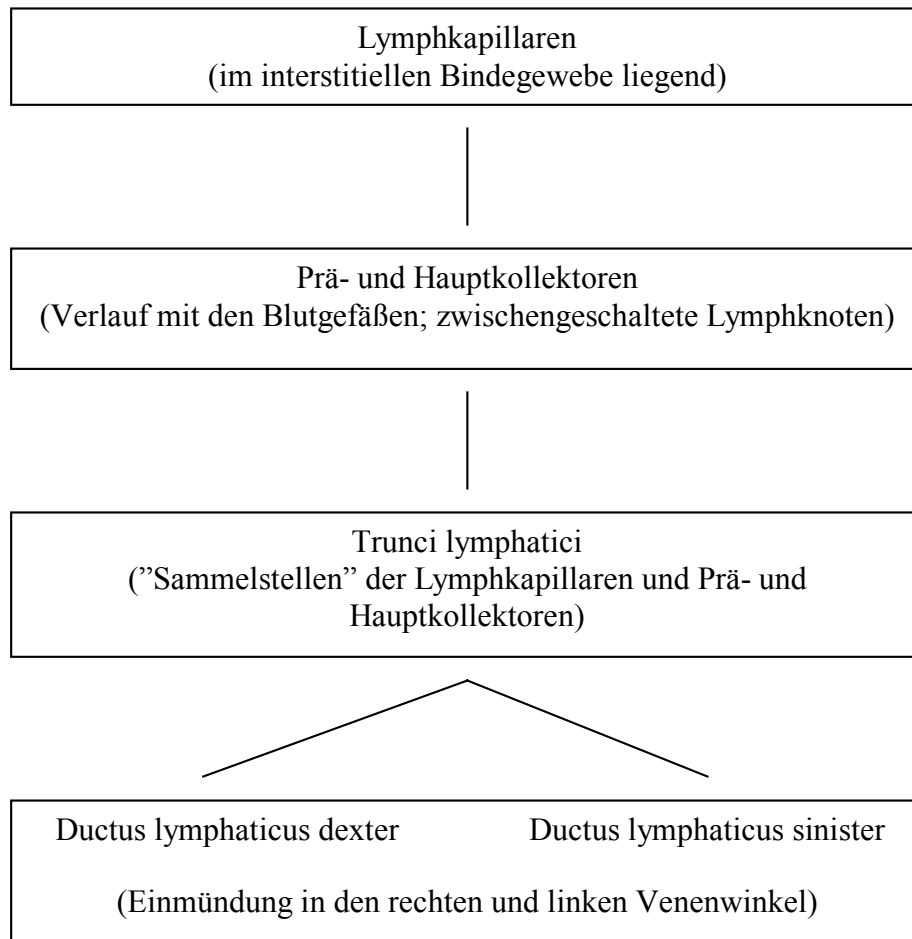 Lymphkapillaren
(im interstitiellen Bindegewebe liegend)
Prä- und Hauptkollektoren
(Verlauf mit den Blutgefäßen; zwischengeschaltete Lymphknoten)
Trunci lymphatici
(”Sammelstellen” der Lymphkapillaren und Prä- und
Hauptkollektoren)
Ductus lymphaticus dexter Ductus lymphaticus sinister
(Einmündung in den rechten und linken Venenwinkel)